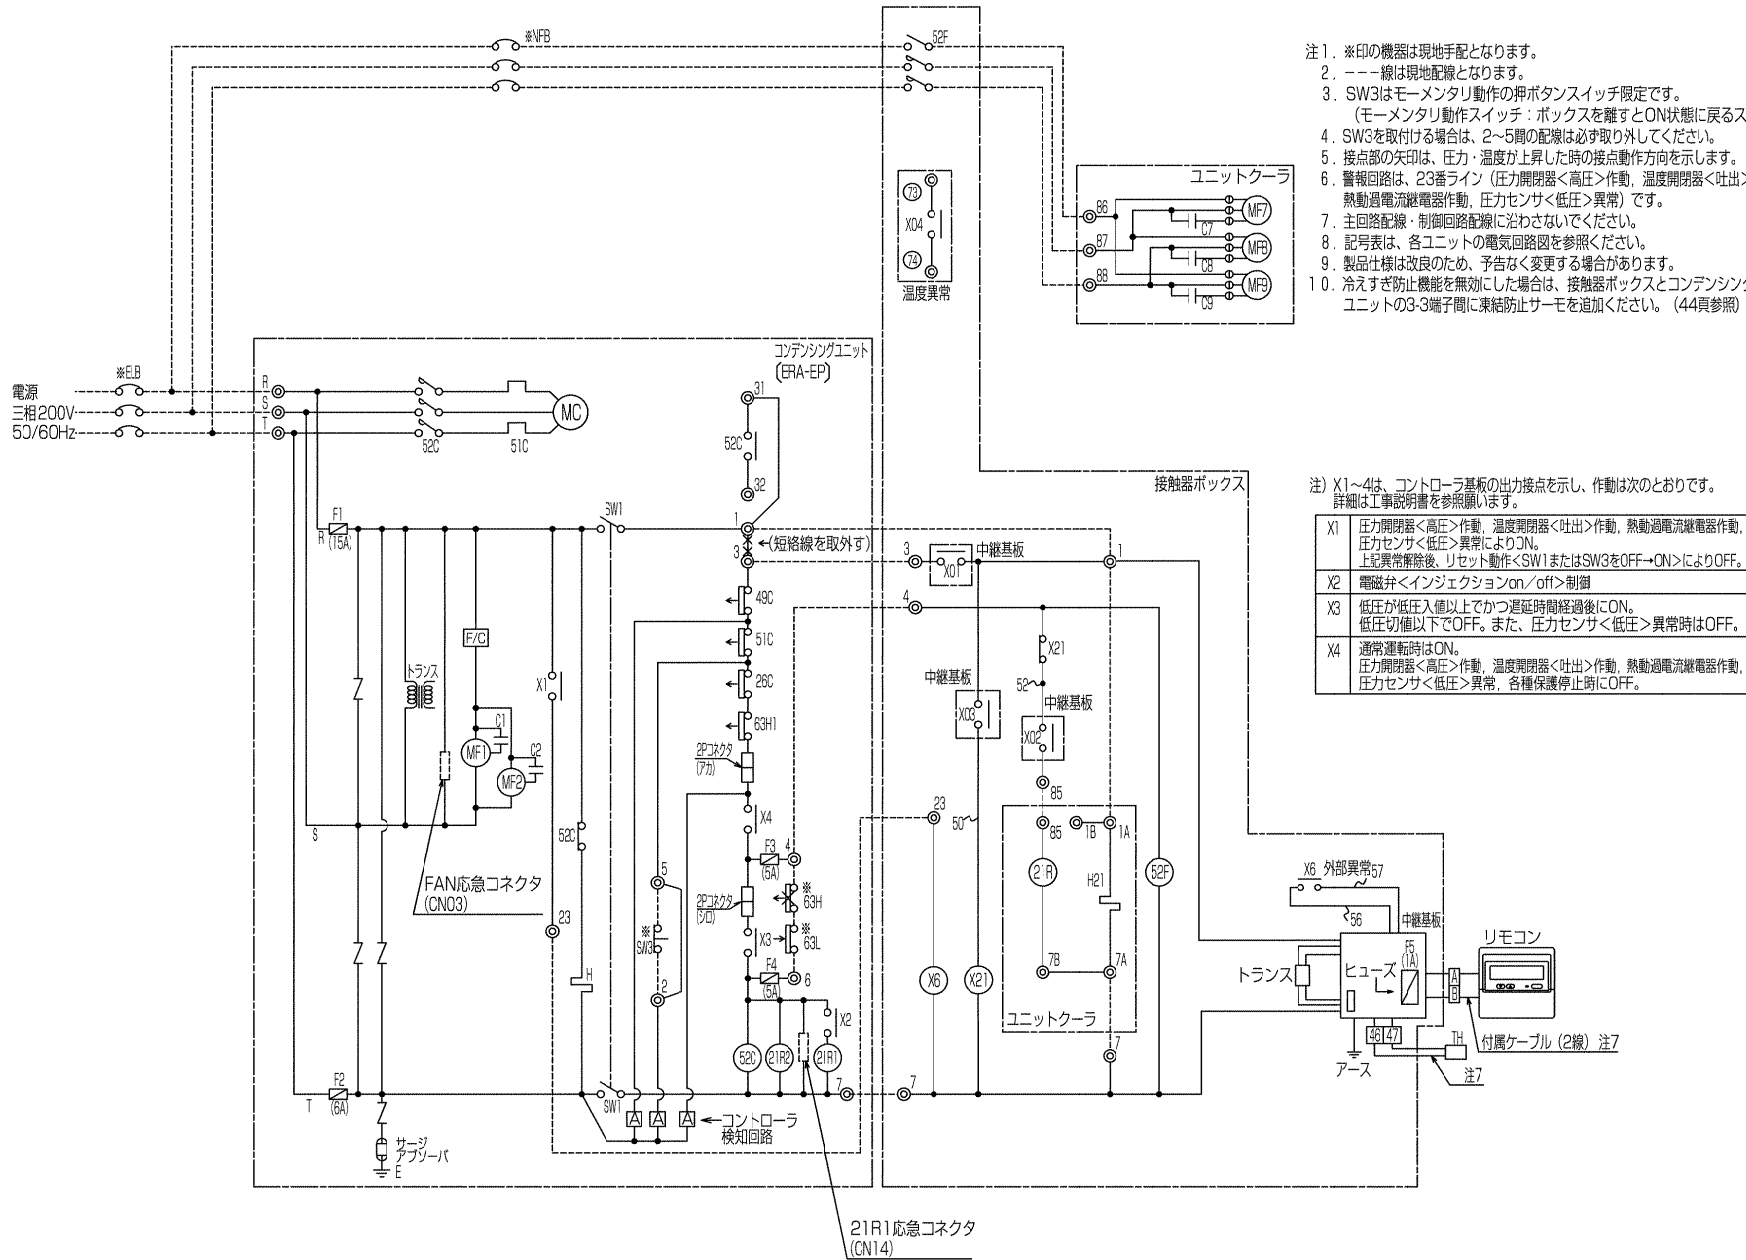 ※NFB
52F
注1. ※印の機器は現地手配となります。
2. ---線は現地配線となります。
3. SW3はモーメンタリ動作の押ボタンスイッチ限定です。
(モーメンタリ動作スイッチ：ボックスを離すとON状態に戻るス
4. SW3を取付ける場合は、2～5間の配線は必ず取り外してください。
5. 接点部の矢印は、圧力・温度が上昇した時の接点動作方向を示します。
6. 警報回路は、23番ライン（圧力開閉器＜高圧＞作動，温度開閉器＜吐出＞
熱動過電流継電器作動，圧力センサ＜低圧＞異常）です。
7. 主回路配線・制御回路配線に沿わさないでください。
8. 記号表は、各ユニットの電気回路図を参照ください。
9. 製品仕様は改良のため、予告なく変更する場合があります。
10. 冷えすぎ防止機能を無効にした場合は、接触器ボックスとコンデンシング
ユニットの3-3端子間に凍結防止サーモを追加ください。（44頁参照）
73
X04
74
温度異常
ユニットクーラ
86
MF7
C7
87
MF8
C8
88
MF9
C9
コンデンシングユニット
(ERA-EP)
電源
三相200V
50/60Hz
※ELB
R
S
T
52C
51C
MC
31
52C
32
接触器ボックス
注）X1～4は、コントローラ基板の出力接点を示し、作動は次のとおりです。
詳細は工事説明書を参照願います。
X1
圧力開閉器＜高圧＞作動，温度開閉器＜吐出＞作動，熱動過電流継電器作動，
圧力センサ＜低圧＞異常によりON。
上記異常解除後、リセット動作＜SW1またはSW3をOFF→ON＞によりOFF。
X2
電磁弁＜インジェクションon／off＞制御
X3
低圧が低圧入値以上でかつ遅延時間経過後にON。
低圧切値以下でOFF。また、圧力センサ＜低圧＞異常時はOFF。
X4
通常運転時はON。
圧力開閉器＜高圧＞作動，温度開閉器＜吐出＞作動，熱動過電流継電器作動，
圧力センサ＜低圧＞異常，各種保護停止時にOFF。
F1
R (15A)
SW1
1
3
←(短絡線を取外す)
3
中継基板
X01
1
4
49C
51C
26C
63H1
F/C
トランス
X1
C1
MF1
C2
MF2
2Pコネクタ
(アカ)
X4
中継基板
X03
X21
52
中継基板
X02
85
S
52C
F3
(5A)
4
23
50
85
1B
1A
21R
H21
52F
X6 外部異常57
56
FAN応急コネクタ
(CN03)
5
2Pコネクタ
(シロ)
※
63H
23
※
SW3
X3
※
63L
H
F4
(5A)
6
2
X6
X21
7B
7A
ユニットクーラ
中継基板
トランス
ヒューズ
F5
(1A)
リモコン
A
B
46
47
TH
付属ケーブル（2線）注7
アース
注7
X2
52C
21R2
21R1
F2
T
(6A)
SW1
7
7
7
A
A
A
←コントローラ
検知回路
サージ
アブソーバ
E
21R1応急コネクタ
(CN14)